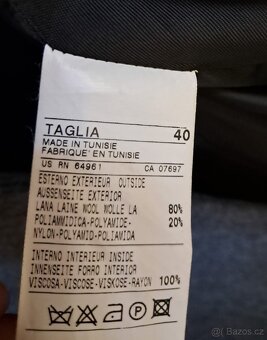 TAGLIA 40
MADE IN TUNISIE
FABRIQUE EN TUNISIE
US RN 64961 CA 07697
ESTERNO EXTERIEUR OUTSIDE
AUSSENSEITE EXTERIOR
LANA LAINE WOOL WOLLE LA 80%
POLIAMMIDICA-POLYAMIDE- 20%
NYLON-POLYAMID-POLIAMIDA
INTERNO INTERIEUR INSIDE
INNENSEITE FORRO INTERIOR
VISCOSA-VISCOSE-VISKOSE-RAYON 100%
P
bazos.cz